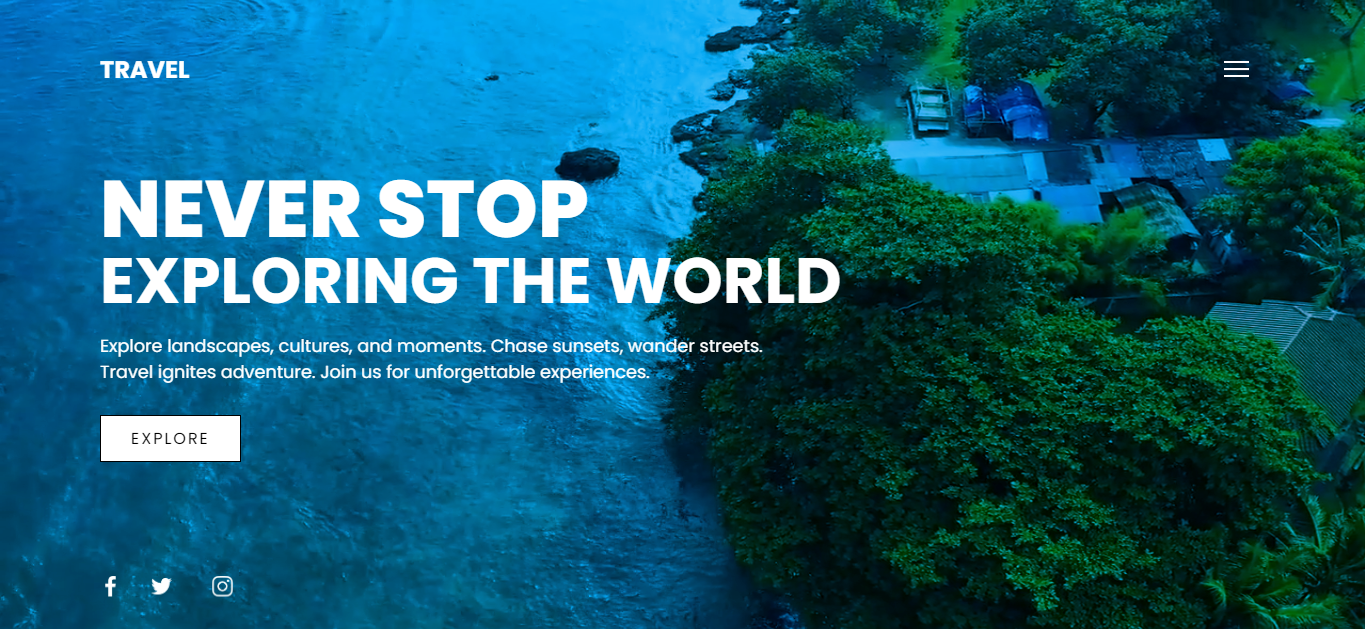 TRAVEL
NEVER STOP
EXPLORING THE WORLD
Explore landscapes, cultures, and moments. Chase sunsets, wander streets.
Travel ignites adventure. Join us for unforgettable experiences.
EXPLORE